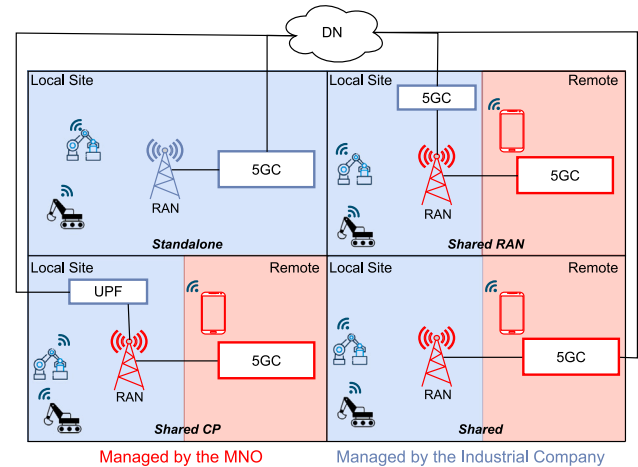 DN
Local Site
5GC
RAN
Standalone
Local Site
Remote
5GC
5GC
RAN
Shared RAN
Local Site
Remote
UPF
5GC
RAN
Shared CP
Local Site
Remote
5GC
RAN
Shared
Managed by the MNO
Managed by the Industrial Company